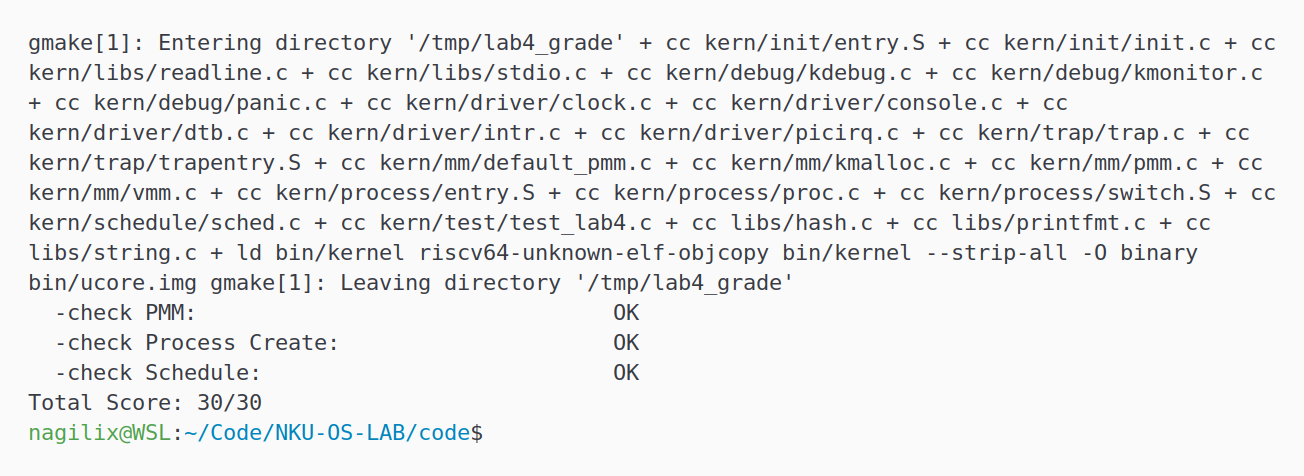 gmake[1]: Entering directory '/tmp/lab4_grade' + cc kern/init/entry.S + cc kern/init/init.c + cc
kern/libs/readline.c + cc kern/libs/stdio.c + cc kern/debug/kdebug.c + cc kern/debug/kmonitor.c
+ cc kern/debug/panic.c + cc kern/driver/clock.c + cc kern/driver/console.c + cc
kern/driver/dtb.c + cc kern/driver/intr.c + cc kern/driver/picirq.c + cc kern/trap/trap.c + cc
kern/trap/trapentry.S + cc kern/mm/default_pmm.c + cc kern/mm/kmalloc.c + cc kern/mm/pmm.c + cc
kern/mm/vmm.c + cc kern/process/entry.S + cc kern/process/proc.c + cc kern/process/switch.S + cc
kern/schedule/sched.c + cc kern/test/test_lab4.c + cc libs/hash.c + cc libs/printfmt.c + cc
libs/string.c + ld bin/kernel riscv64-unknown-elf-objcopy bin/kernel --strip-all -O binary
bin/ucore.img gmake[1]: Leaving directory '/tmp/lab4_grade'
  -check PMM:                                OK
  -check Process Create:                     OK
  -check Schedule:                           OK
Total Score: 30/30
nagilix@WSL:~/Code/NKU-OS-LAB/code$